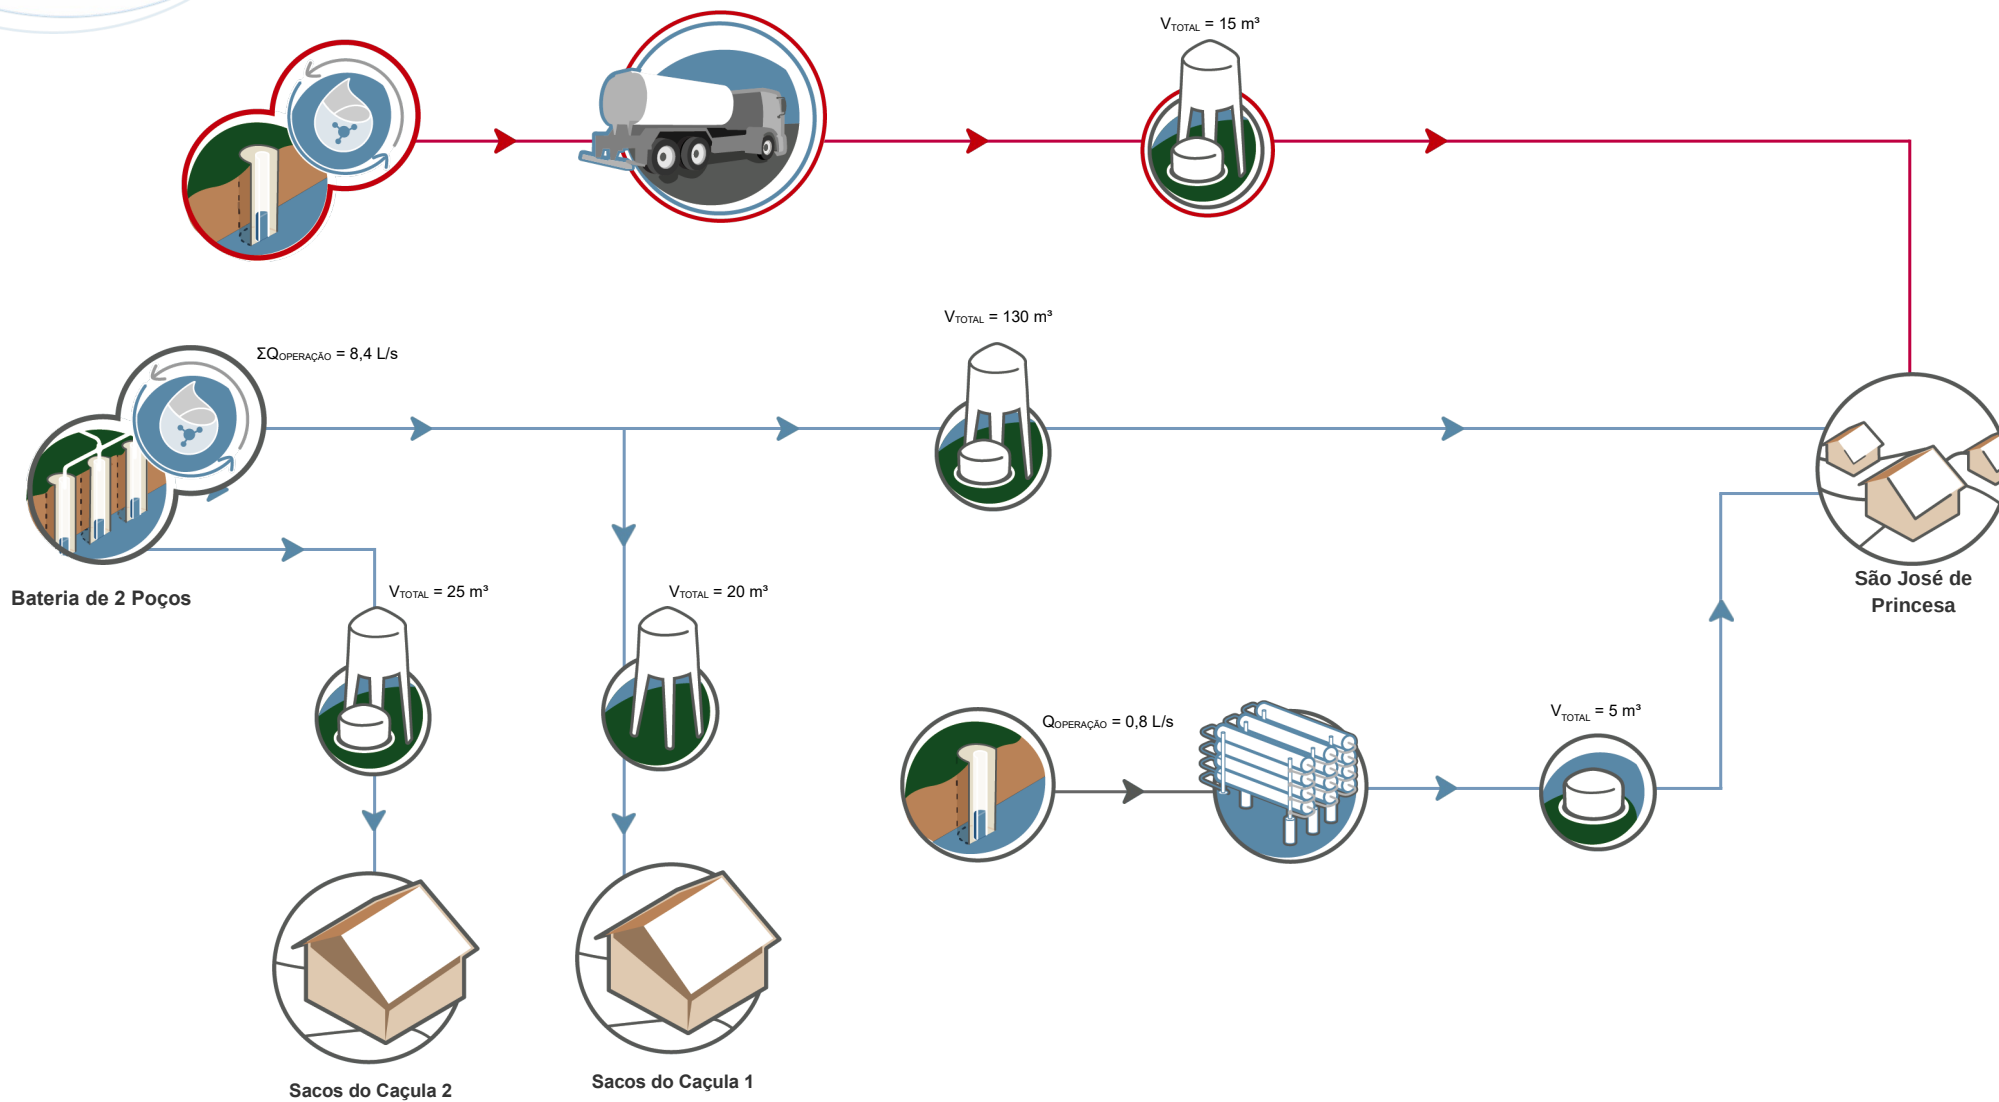 VTOTAL = 15 m³
VTOTAL = 130 m³
ΣQOPERAÇÃO = 8,4 L/s
Bateria de 2 Poços
VTOTAL = 25 m³
VTOTAL = 20 m³
São José de
Princesa
QOPERAÇÃO = 0,8 L/s
VTOTAL = 5 m³
Sacos do Caçula 2
Sacos do Caçula 1